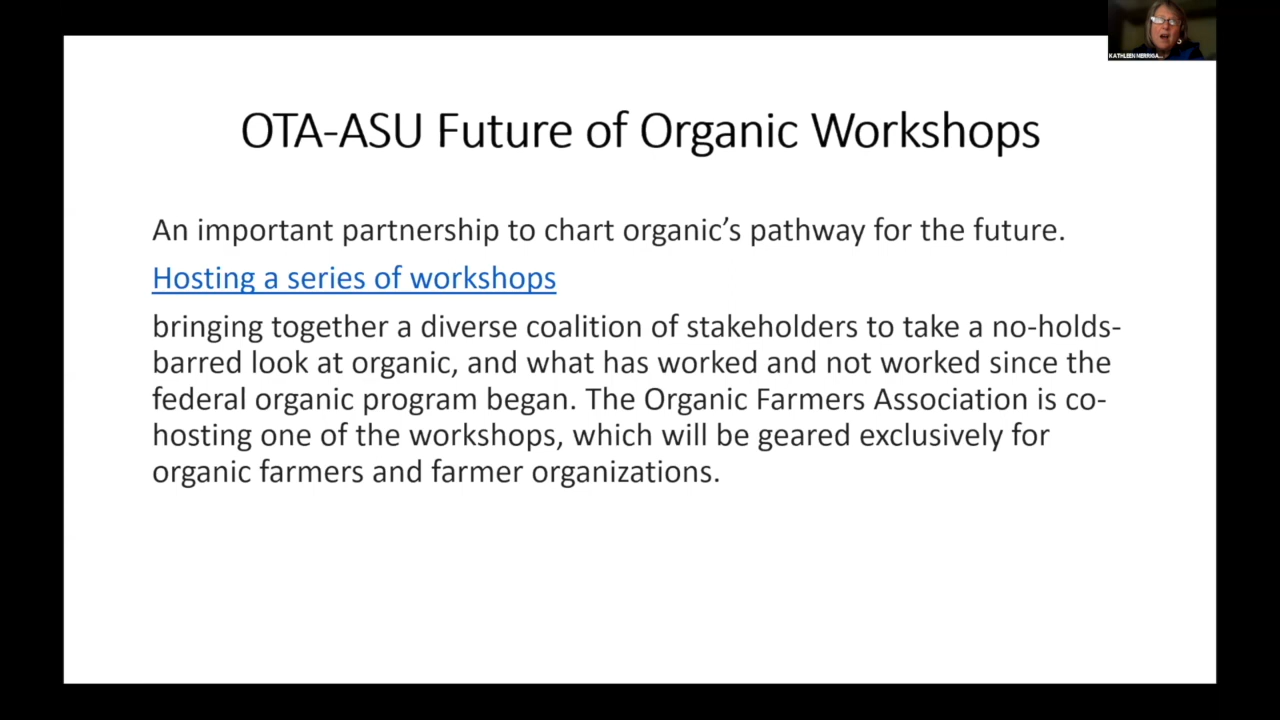 KATHLEEN MERRIGA...
OTA-ASU Future of Organic Workshops
An important partnership to chart organic’s pathway for the future.
Hosting a series of workshops
bringing together a diverse coalition of stakeholders to take a no-holds-
barred look at organic, and what has worked and not worked since the
federal organic program began. The Organic Farmers Association is co-
hosting one of the workshops, which will be geared exclusively for
organic farmers and farmer organizations.